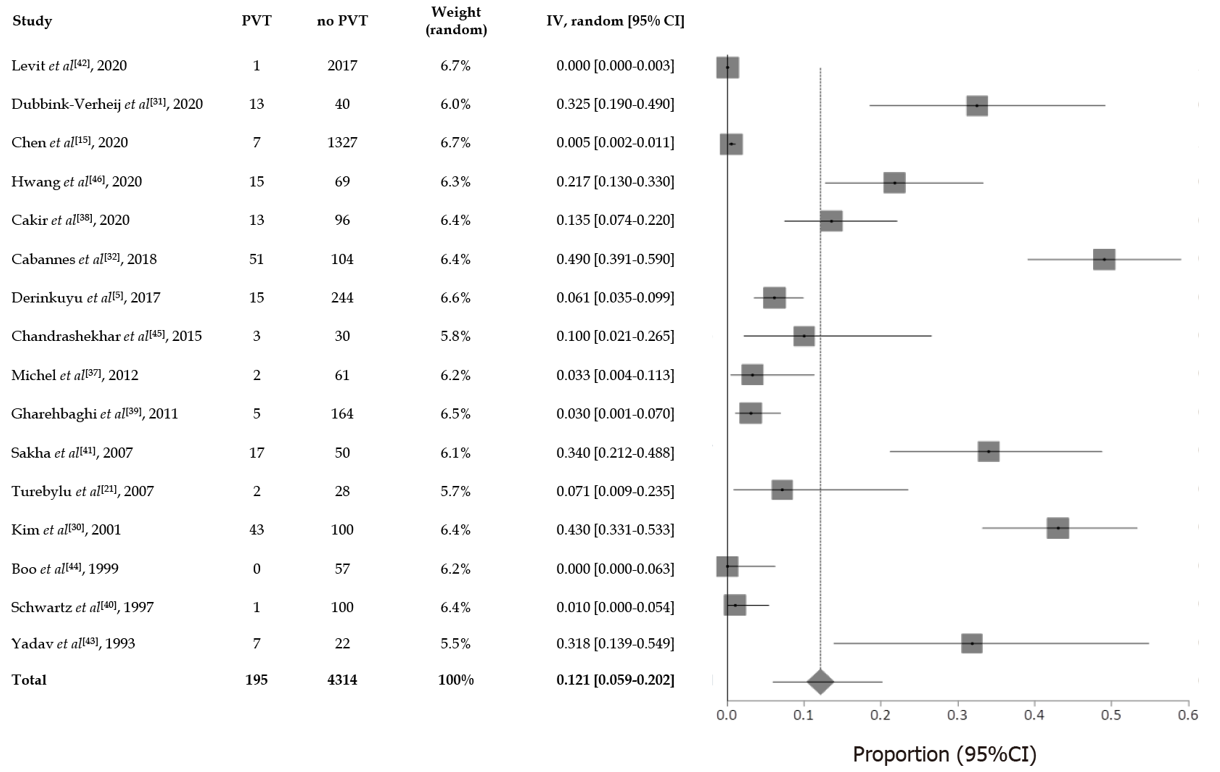 Study PVT no PVT Weight (random) IV, random [95% CI]
Levit et al[42], 2020 1 2017 6.7% 0.000 [0.000-0.003]
Dubbink-Verheij et al[31], 2020 13 40 6.0% 0.325 [0.190-0.490]
Chen et al[15], 2020 7 1327 6.7% 0.005 [0.002-0.011]
Hwang et al[46], 2020 15 69 6.3% 0.217 [0.130-0.330]
Cakir et al[38], 2020 13 96 6.4% 0.135 [0.074-0.220]
Cabannes et al[32], 2018 51 104 6.4% 0.490 [0.391-0.590]
Derinkuyu et al[5], 2017 15 244 6.6% 0.061 [0.035-0.099]
Chandrashekhar et al[45], 2015 3 30 5.8% 0.100 [0.021-0.265]
Michel et al[37], 2012 2 61 6.2% 0.033 [0.004-0.113]
Gharehbaghi et al[39], 2011 5 164 6.5% 0.030 [0.001-0.070]
Sakha et al[41], 2007 17 50 6.1% 0.340 [0.212-0.488]
Turebylu et al[21], 2007 2 28 5.7% 0.071 [0.009-0.235]
Kim et al[30], 2001 43 100 6.4% 0.430 [0.331-0.533]
Boo et al[44], 1999 0 57 6.2% 0.000 [0.000-0.063]
Schwartz et al[40], 1997 1 100 6.4% 0.010 [0.000-0.054]
Yadav et al[43], 1993 7 22 5.5% 0.318 [0.139-0.549]
Total 195 4314 100% 0.121 [0.059-0.202]
0.0 0.1 0.2 0.3 0.4 0.5 0.6
Proportion (95%CI)